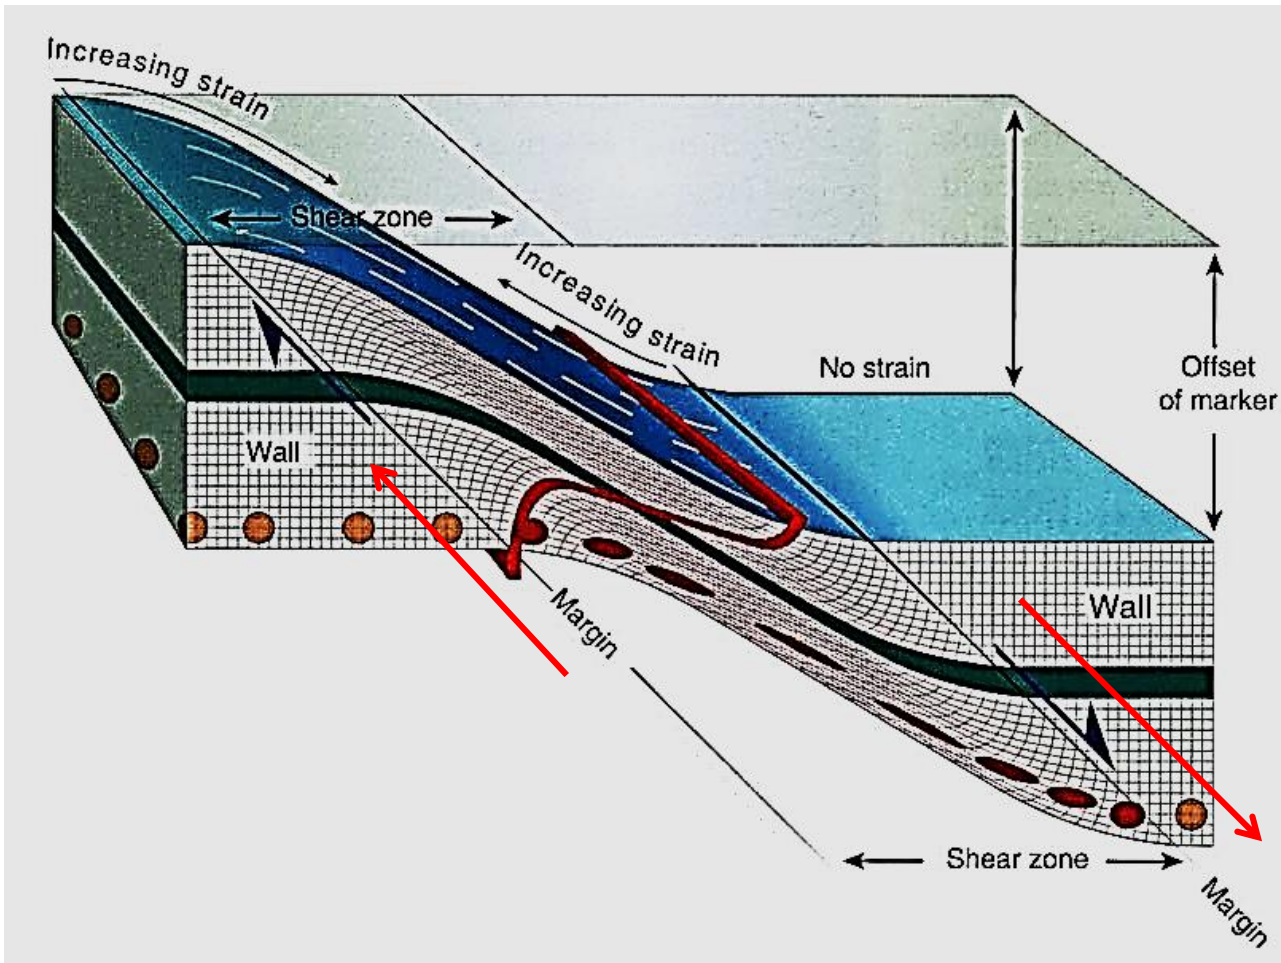 Increasing strain
Shear zone
Increasing strain
No strain
Offset
of marker
Wall
Wall
Margin
Shear zone
Margin